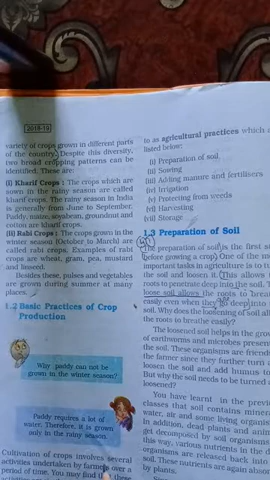 2018-19
variety of crops grown in different parts
of the country. Despite this diversity,
two broad cropping patterns can be
identified. These are:
(i) Kharif Crops : The crops which are
sown in the rainy season are called
kharif crops. The rainy season in India
is generally from June to September.
Paddy, maize, soyabean, groundnut and
cotton are kharif crops.
(ii) Rabi Crops : The crops grown in the
winter season (October to March) are
called rabi crops. Examples of rabi
crops are wheat, gram, pea, mustard
and linseed.
Besides these, pulses and vegetables
are grown during summer at many
places.
1.2 Basic Practices of Crop
Production
Why paddy can not be
grown in the winter season?
Paddy requires a lot of
water. Therefore, it is grown
only in the rainy season.
Cultivation of crops involves several
activities undertaken by farmers over a
period of time. You may find that these
to as agricultural practices which
listed below:
(i) Preparation of soil
(ii) Sowing
(iii) Adding manure and fertilisers
(iv) Irrigation
(v) Protecting from weeds
(vi) Harvesting
(vii) Storage
1.3 Preparation of Soil
The preparation of soil is the first
before growing a crop. One of the
important tasks in agriculture is to
the soil and loosen it. This allows
roots to penetrate deep into the soil.
loose soil allows the roots to
easily even when
soil. Why does the loosening of soil
the roots to breathe easily?
The loosened soil helps in the
of earthworms and microbes
the soil. These organisms are
the farmer since they further turn
loosen the soil and add humus to
But why the soil needs to be turned
loosened?
You have learnt in the
classes that soil contains
water, air and some living
In addition, dead plants and
get decomposed by soil organisms
this way, various nutrients in the
organisms are released back into
soil. These nutrients are again
by plants.